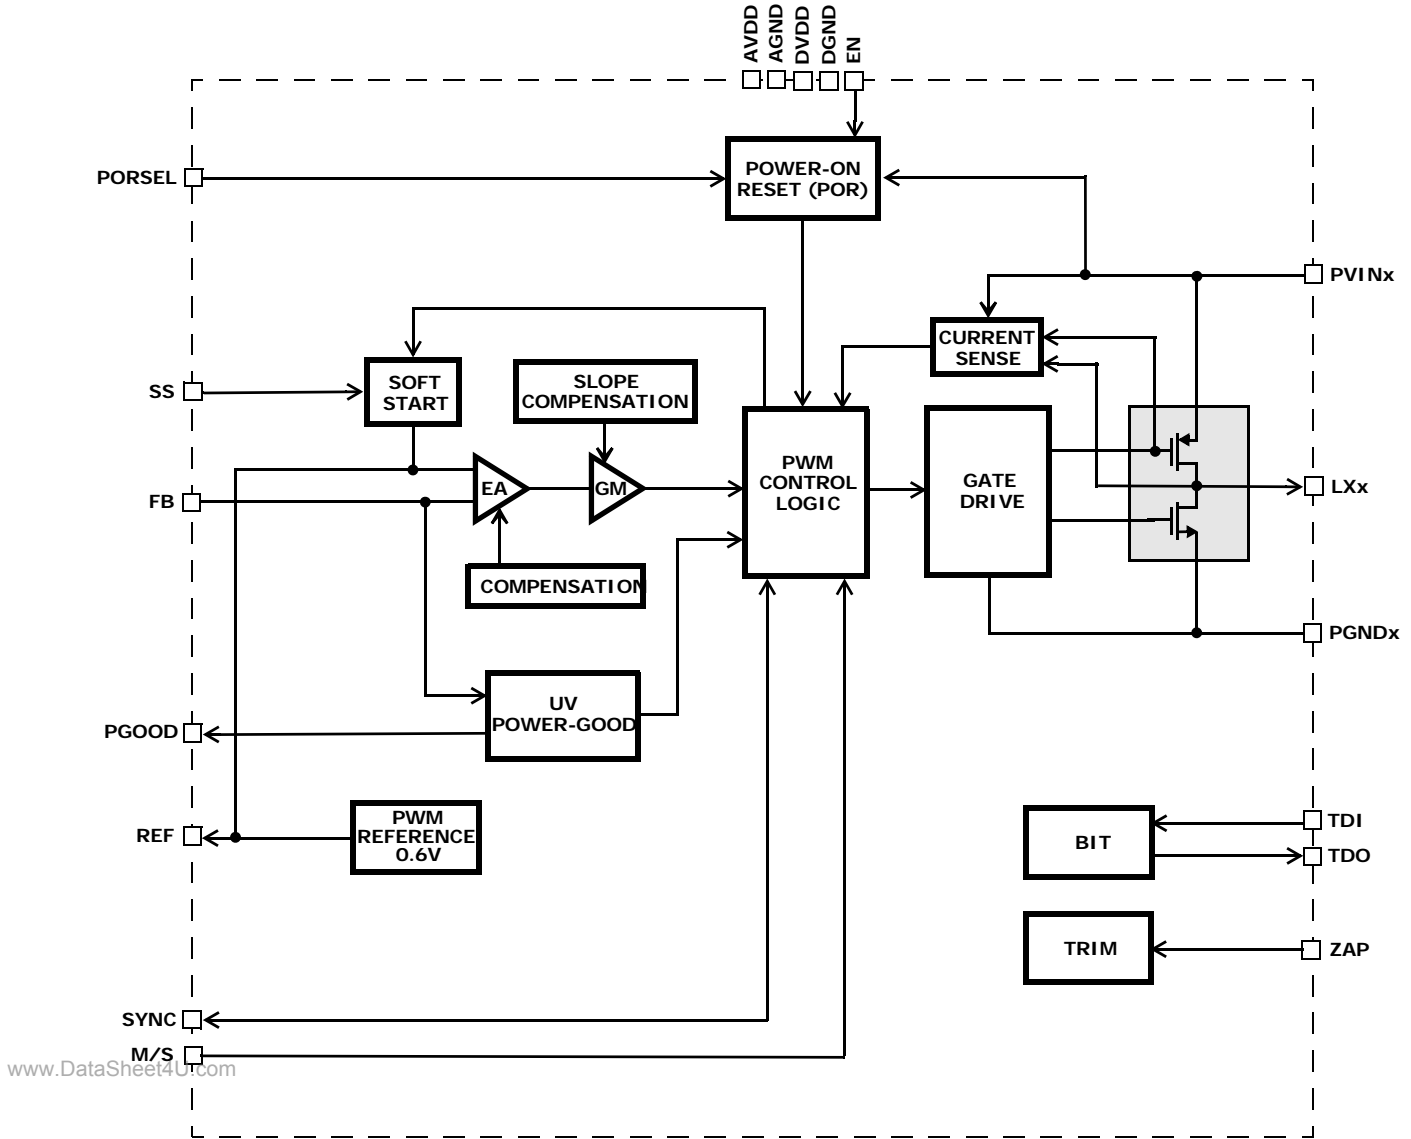 AVDD
AGND
DVDD
DGND
EN
PORSEL
POWER-ON
RESET (POR)
PVINx
CURRENT
SENSE
SS
SOFT
START
SLOPE
COMPENSATION
PWM
CONTROL
LOGIC
GATE
DRIVE
LXx
EA
GM
FB
COMPENSATION
PGNDx
UV
POWER-GOOD
PGOOD
PWM
REFERENCE
0.6V
REF
BIT
TDI
TDO
TRIM
ZAP
SYNC
M/S
www.DataSheet4U.com